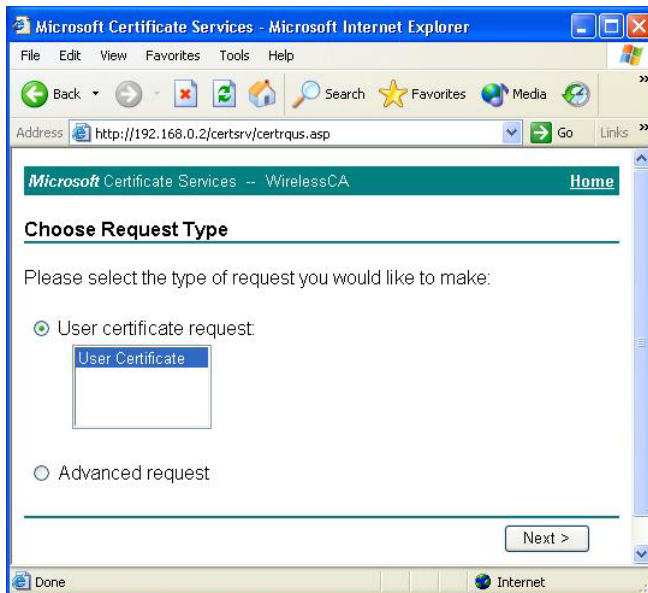 Microsoft Certificate Services - Microsoft Internet Explorer
File Edit View Favorites Tools Help
Back Search Favorites Media »
Address http://192.168.0.2/certsrv/certrqus.asp Go Links »
Microsoft Certificate Services -- WirelessCA Home
Choose Request Type
Please select the type of request you would like to make:
User certificate request:
User Certificate
Advanced request
Next >
Done Internet